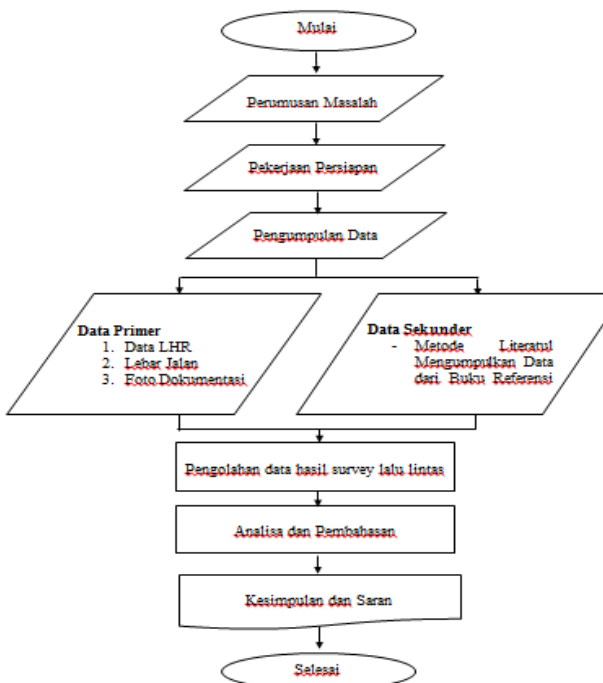 Mulai
Perumusan Masalah
Pekerjaan Persiapan
Pengumpulan Data
Data Primer
1. Data LHR
2. Lebar Jalan
3. Foto Dokumentasi
Data Sekunder
- Metode Literatul
Mengumpulkan Data
dari Buku Referensi
Pengolahan data hasil survey lalu lintas
Analisa dan Pembahasan
Kesimpulan dan Saran
Selesai